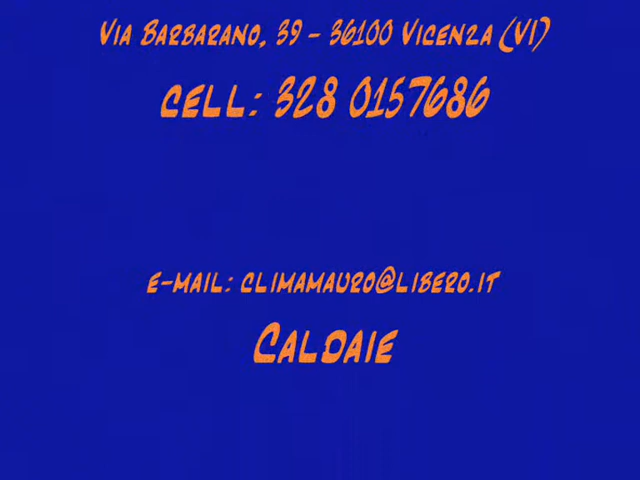 Via Barbarano, 39 - 36100 Vicenza (VI)
cell: 328 0157686
e-mail: climamauro@libero.it
Caldaie